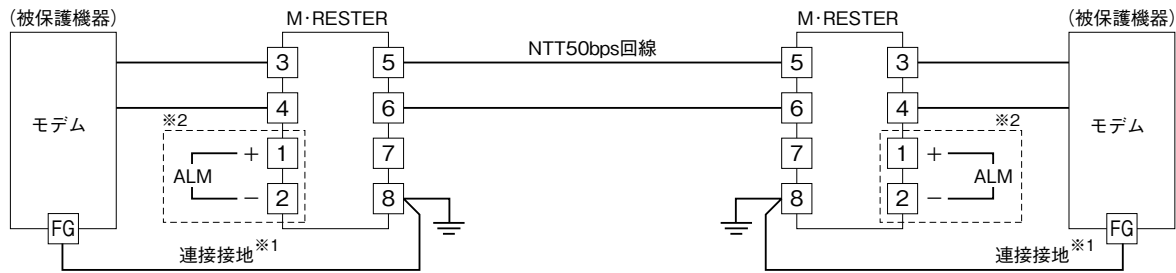 (被保護機器) M·RESTER M·RESTER (被保護機器)
NTT50bps回線
3 5 5 3
モデム 4 6 6 4 モデム
※2 ※2
+ 1 7 7 1 +
ALM ALM
− 2 8 8 2 −
FG FG
連接接地※1 連接接地※1